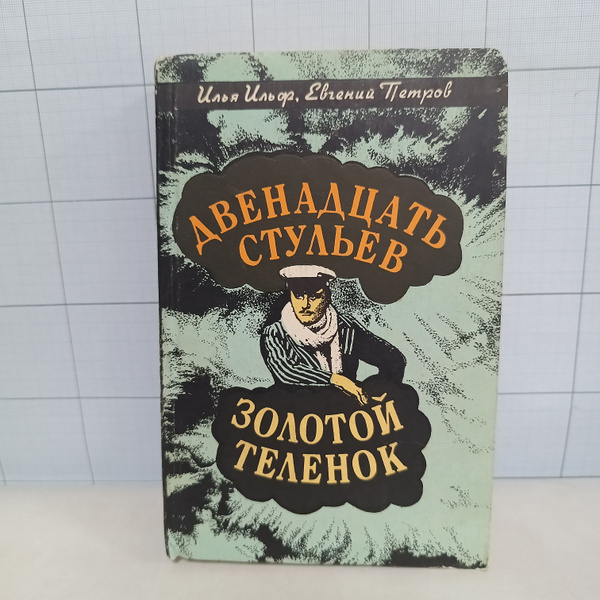 Илья Ильф, Евгений Петров
ДВЕНАДЦАТЬ
СТУЛЬЕВ
ЗОЛОТОЙ
ТЕЛЕНОК